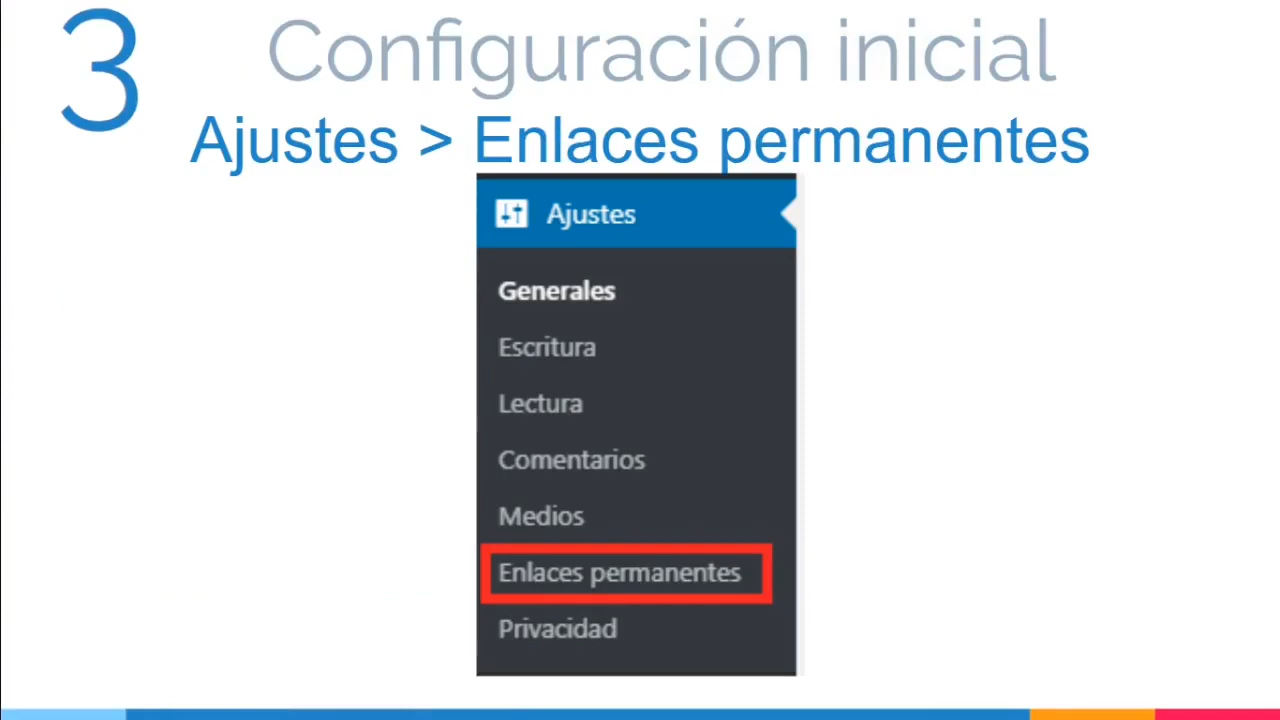 3
Configuración inicial
Ajustes > Enlaces permanentes
Ajustes
Generales
Escritura
Lectura
Comentarios
Medios
Enlaces permanentes
Privacidad